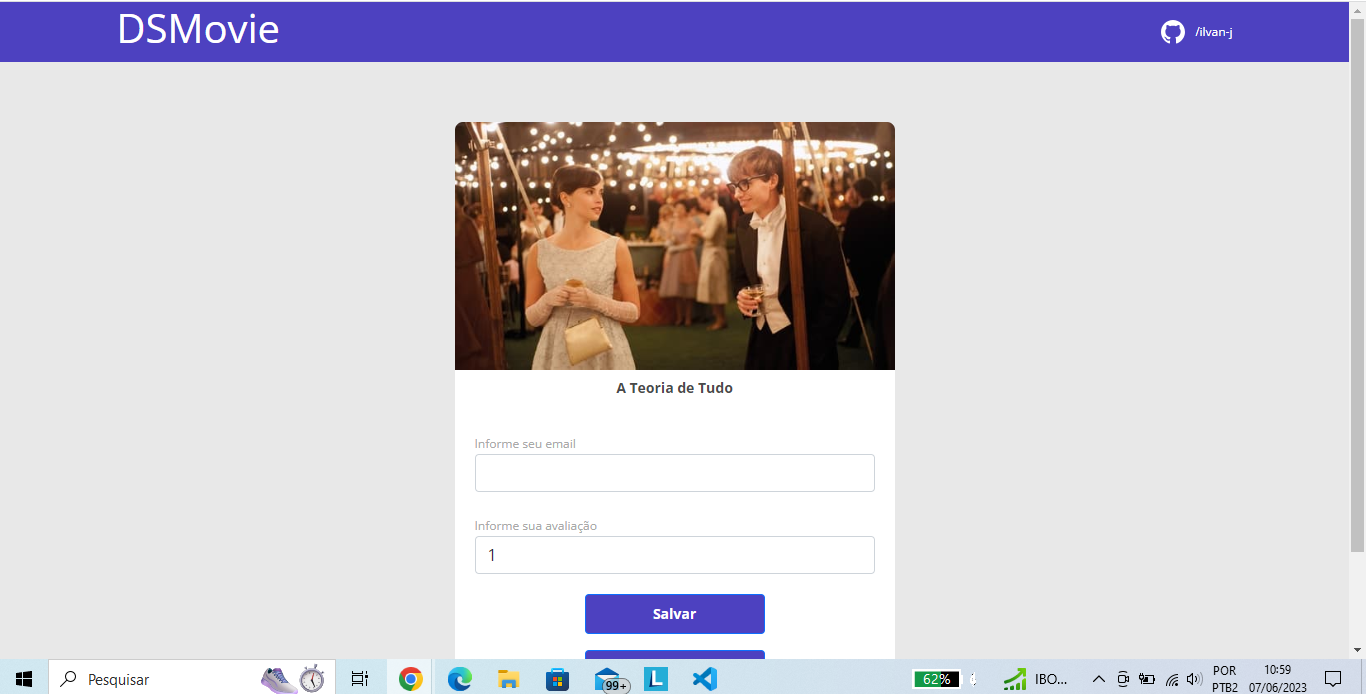 DSMovie
/ilvan-j
A Teoria de Tudo
Informe seu email
Informe sua avaliação
1
Salvar
Pesquisar
99+
L
62%
IBO...
POR
PTB2
10:59
07/06/2023